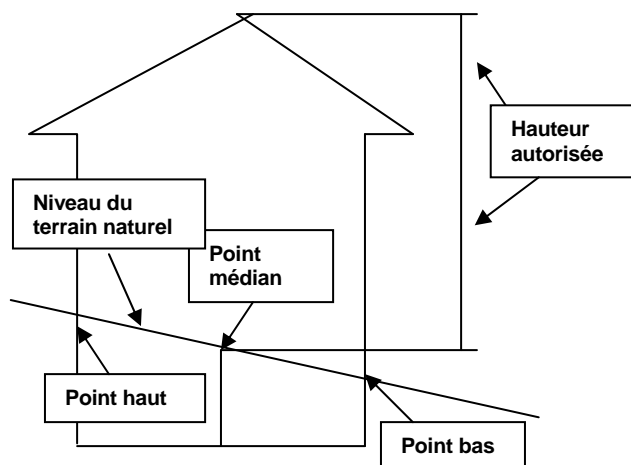 Hauteur
autorisée
Niveau du
terrain naturel
Point
médian
Point haut
Point bas